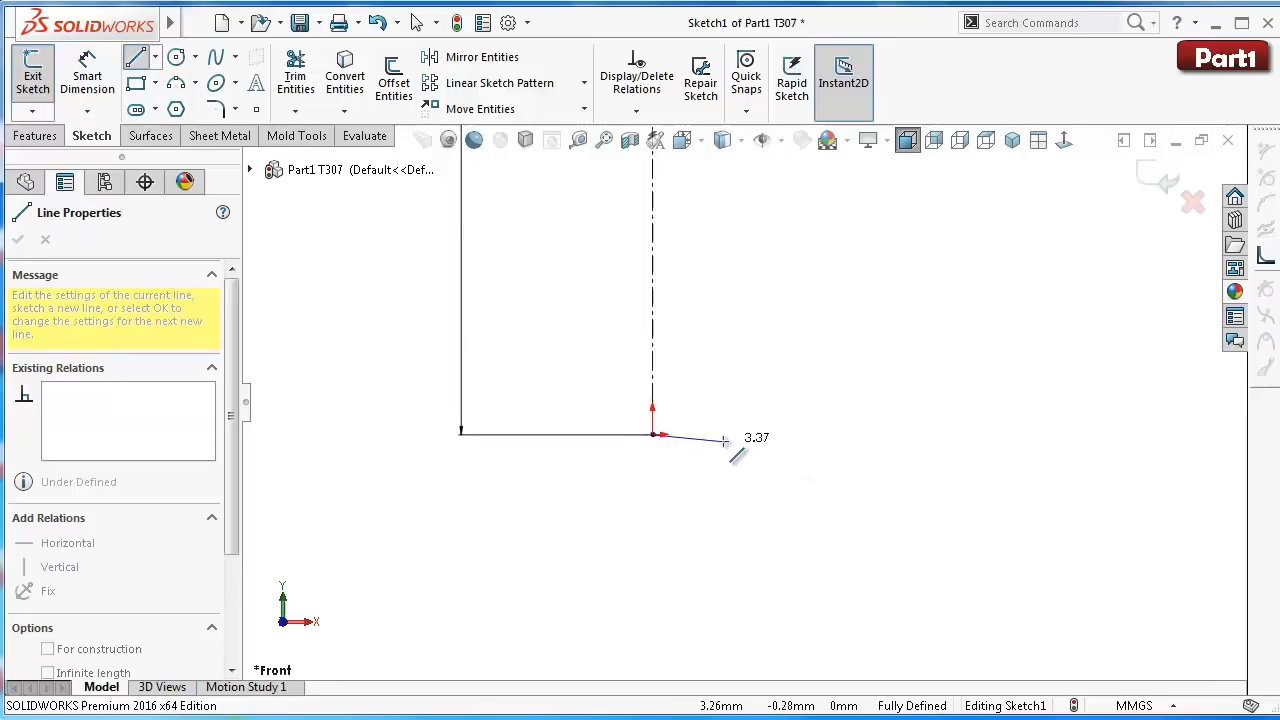 SOLIDWORKS
Sketch1 of Part1 T307 *
Search Commands
?
Part1
Exit Sketch
Smart Dimension
Trim Entities
Convert Entities
Offset Entities
Mirror Entities
Linear Sketch Pattern
Move Entities
Display/Delete Relations
Repair Sketch
Quick Snaps
Rapid Sketch
Instant2D
Features
Sketch
Surfaces
Sheet Metal
Mold Tools
Evaluate
Part1 T307 (Default<<Def...
Line Properties
Message
Edit the settings of the current line,
sketch a new line, or select OK to
change the settings for the next new
line.
Existing Relations
Under Defined
Add Relations
Horizontal
Vertical
Fix
Options
For construction
Infinite length
3.37
Y
X
*Front
Model
3D Views
Motion Study 1
SOLIDWORKS Premium 2016 x64 Edition
3.26mm
-0.28mm
0mm
Fully Defined
Editing Sketch1
MMGS